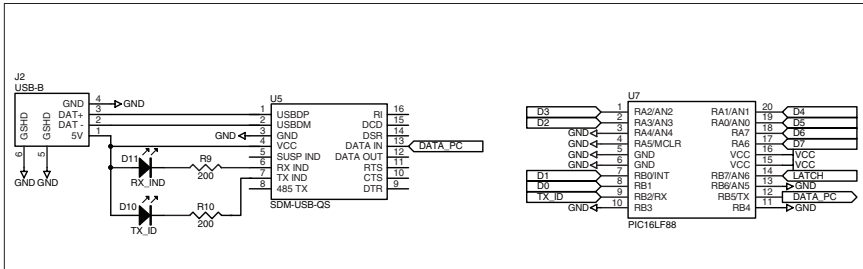 J2
USB-B
GND 4 GND
DAT+ 3
DAT - 2
5V 1
GSHD GSHD
6 5
GND GND
D11
RX_IND
R9
200
D10
TX_ID
R10
200
U5
1 USBDP RI 16
2 USBDM DCD 15
GND 3 GND DSR 14
4 VCC DATA IN 13 DATA_PC
5 SUSP IND DATA OUT 12
6 RX IND RTS 11
7 TX IND CTS 10
8 485 TX DTR 9
SDM-USB-QS
U7
D3 1 RA2/AN2 RA1/AN1 20 D4
D2 2 RA3/AN3 RA0/AN0 19 D5
GND 3 RA4/AN4 RA7 18 D6
GND 4 RA5/MCLR RA6 17 D7
GND 5 GND VCC 16 VCC
GND 6 GND VCC 15 VCC
D1 7 RB0/INT RB7/AN6 14 LATCH
D0 8 RB1 RB6/AN5 13 GND
TX_ID 9 RB2/RX RB5/TX 12 DATA_PC
GND 10 RB3 RB4 11 GND
PIC16LF88